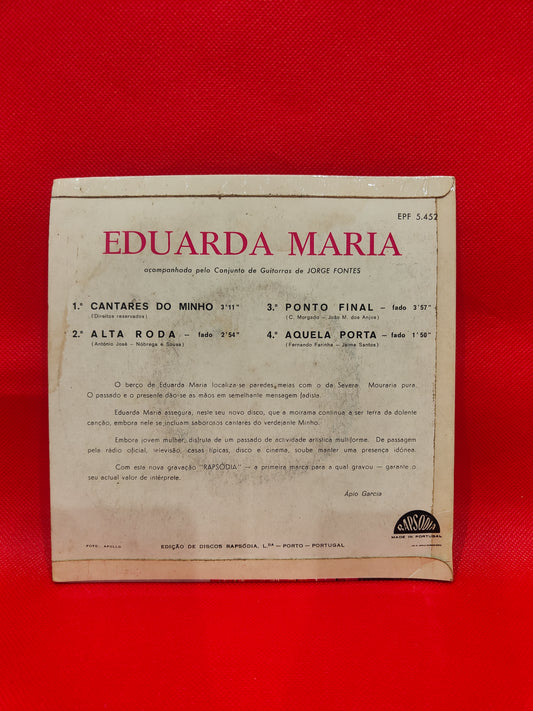 EPF 5.452
EDUARDA MARIA
acompanhada pelo Conjunto de Guitarras de JORGE FONTES
1.ª CANTARES DO MINHO 3'11"
(Direitos reservados)
2.ª ALTA RODA – fado 2'54"
(António José – Nóbrega e Sousa)
3.ª PONTO FINAL – fado 3'57"
(C. Morgado – João M. dos Anjos)
4.ª AQUELA PORTA – fado 1'50"
(Fernando Farinha – Jaime Santos)
O berço de Eduarda Maria localiza-se paredes meias com o da Severa. Mouraria pura.
O passado e o presente dão-se as mãos em semelhante mensagem fadista.
Eduarda Maria assegura, neste seu novo disco, que a moirama continua a ser terra da dolente
canção, embora nele se incluam saborosos cantares do verdejante Minho.
Embora jovem mulher, disfruta de um passado de actividade artística multiforme. De passagem
pela rádio oficial, televisão, casas típicas, disco e cinema, soube manter uma presença idónea.
Com esta nova gravação "RAPSÓDIA" – a primeira marca para a qual gravou – garante o
seu actual valor de intérprete.
Ápio Garcia
RAPSÓDIA
MADE IN PORTUGAL
FOTO: APOLLO
EDIÇÃO DE DISCOS RAPSÓDIA, L.DA – PORTO – PORTUGAL